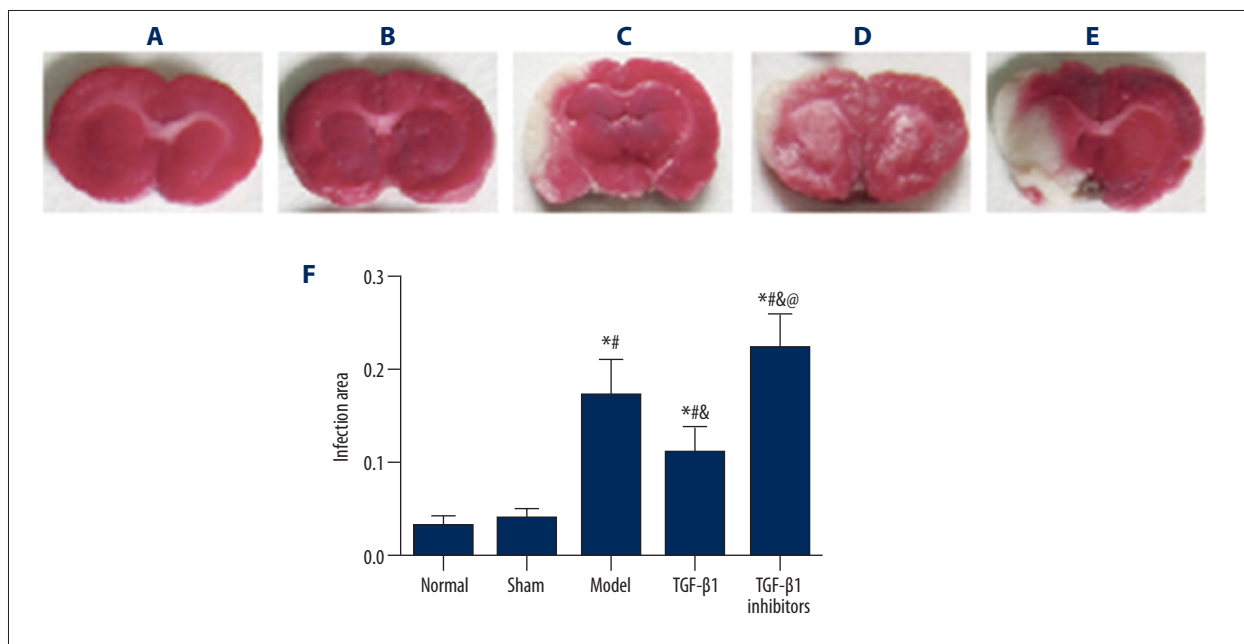 A B C D E
F
0.3
*#&@
*#
0.2
*#&
Infection area
0.1
0.0
Normal Sham Model TGF-β1 TGF-β1
inhibitors